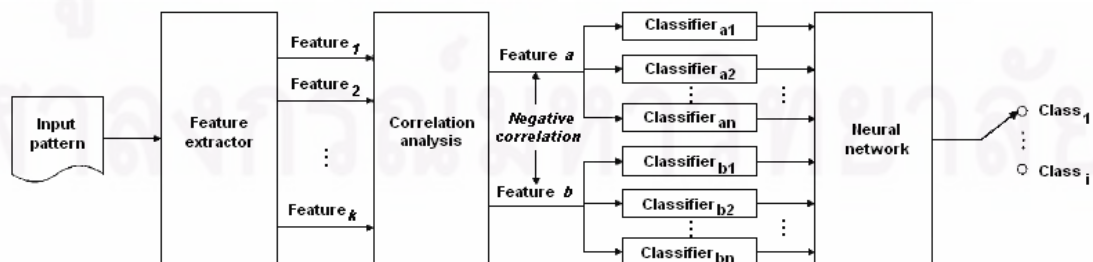 Input
pattern
Feature
extractor
Feature 1
Feature 2
⋮
Feature k
Correlation
analysis
Feature a
Negative
correlation
Feature b
Classifier a1
Classifier a2
⋮ ⋮
Classifier an
Classifier b1
Classifier b2
⋮ ⋮
Classifier bn
Neural
network
Class 1
⋮
Class i